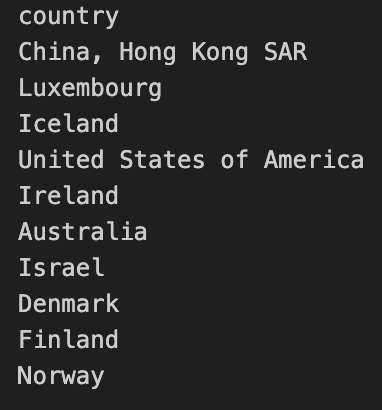 country
China, Hong Kong SAR
Luxembourg
Iceland
United States of America
Ireland
Australia
Israel
Denmark
Finland
Norway